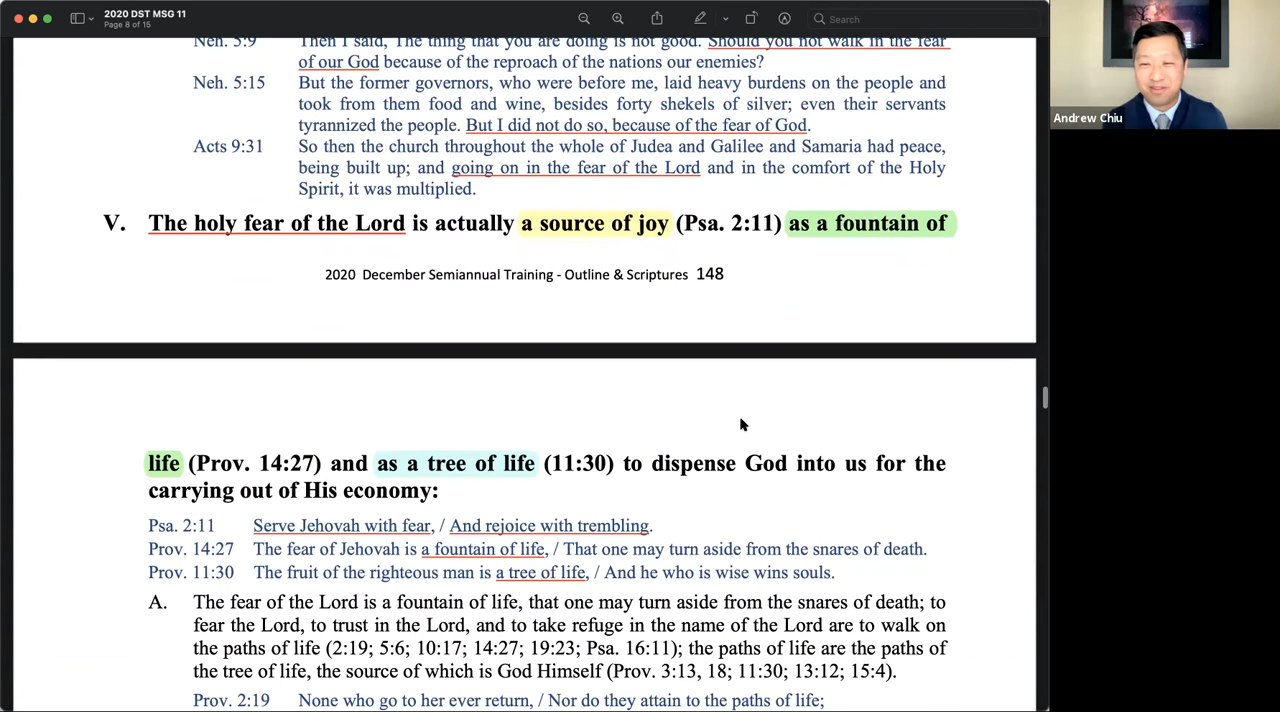 2020 DST MSG 11
Page 8 of 15
Search
Neh. 5:9 Then I said, The thing that you are doing is not good. Should you not walk in the fear
of our God because of the reproach of the nations our enemies?
Neh. 5:15 But the former governors, who were before me, laid heavy burdens on the people and
took from them food and wine, besides forty shekels of silver; even their servants
tyrannized the people. But I did not do so, because of the fear of God.
Acts 9:31 So then the church throughout the whole of Judea and Galilee and Samaria had peace,
being built up; and going on in the fear of the Lord and in the comfort of the Holy
Spirit, it was multiplied.
V. The holy fear of the Lord is actually a source of joy (Psa. 2:11) as a fountain of
2020 December Semiannual Training - Outline & Scriptures 148
life (Prov. 14:27) and as a tree of life (11:30) to dispense God into us for the
carrying out of His economy:
Psa. 2:11 Serve Jehovah with fear, / And rejoice with trembling.
Prov. 14:27 The fear of Jehovah is a fountain of life, / That one may turn aside from the snares of death.
Prov. 11:30 The fruit of the righteous man is a tree of life, / And he who is wise wins souls.
A. The fear of the Lord is a fountain of life, that one may turn aside from the snares of death; to
fear the Lord, to trust in the Lord, and to take refuge in the name of the Lord are to walk on
the paths of life (2:19; 5:6; 10:17; 14:27; 19:23; Psa. 16:11); the paths of life are the paths of
the tree of life, the source of which is God Himself (Prov. 3:13, 18; 11:30; 13:12; 15:4).
Prov. 2:19 None who go to her ever return, / Nor do they attain to the paths of life;
Andrew Chiu